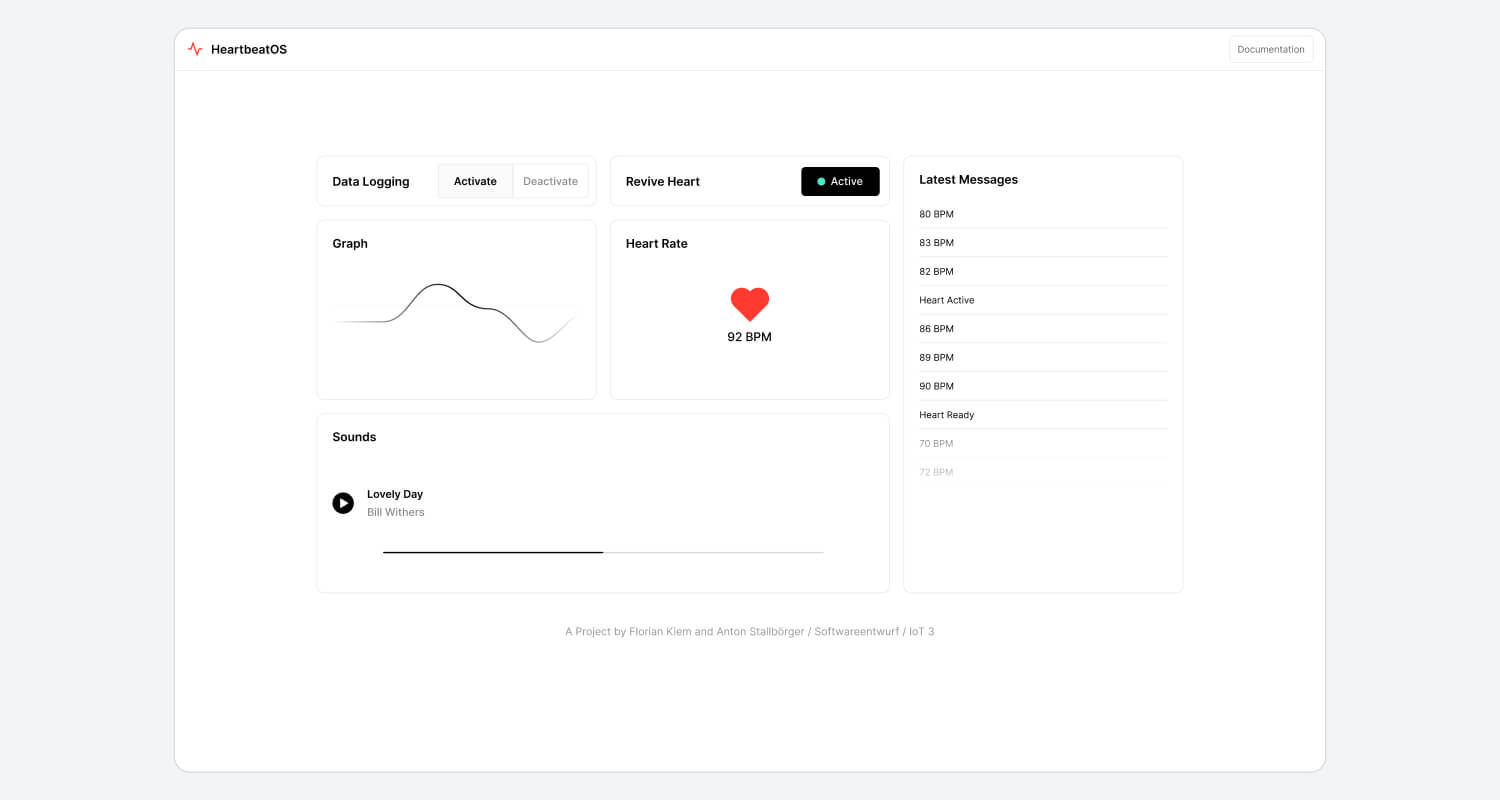 HeartbeatOS
Documentation
Data Logging
Activate
Deactivate
Revive Heart
Active
Graph
Heart Rate
92 BPM
Sounds
Lovely Day
Bill Withers
Latest Messages
80 BPM
83 BPM
82 BPM
Heart Active
86 BPM
89 BPM
90 BPM
Heart Ready
70 BPM
72 BPM
A Project by Florian Kiem and Anton Stallbörger / Softwareentwurf / IoT 3